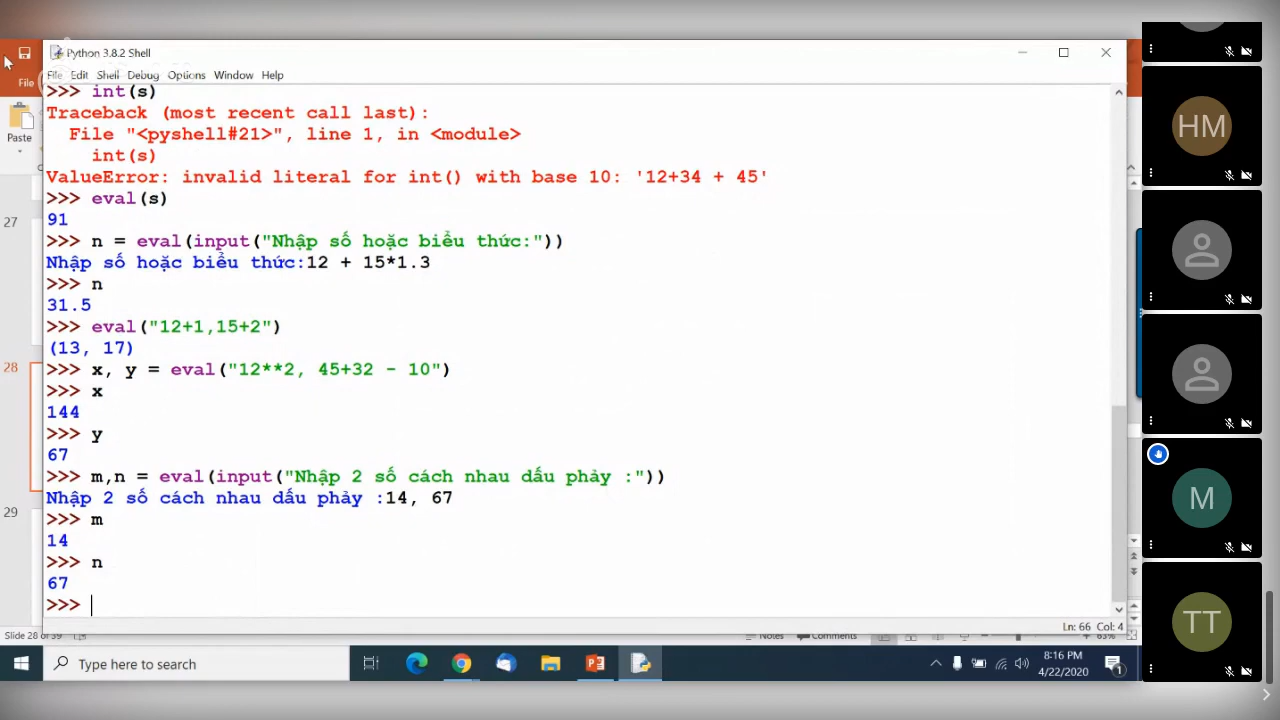 Python 3.8.2 Shell
File Edit Shell Debug Options Window Help
File
Paste
27
28
29
>>> int(s)
Traceback (most recent call last):
  File "<pyshell#21>", line 1, in <module>
    int(s)
ValueError: invalid literal for int() with base 10: '12+34 + 45'
>>> eval(s)
91
>>> n = eval(input("Nhập số hoặc biểu thức:"))
Nhập số hoặc biểu thức:12 + 15*1.3
>>> n
31.5
>>> eval("12+1,15+2")
(13, 17)
>>> x, y = eval("12**2, 45+32 - 10")
>>> x
144
>>> y
67
>>> m,n = eval(input("Nhập 2 số cách nhau dấu phảy :"))
Nhập 2 số cách nhau dấu phảy :14, 67
>>> m
14
>>> n
67
>>>
Ln: 66 Col: 4
Slide 28 of 39
Notes Comments 63%
Type here to search
8:16 PM
4/22/2020
1
HM
M
TT